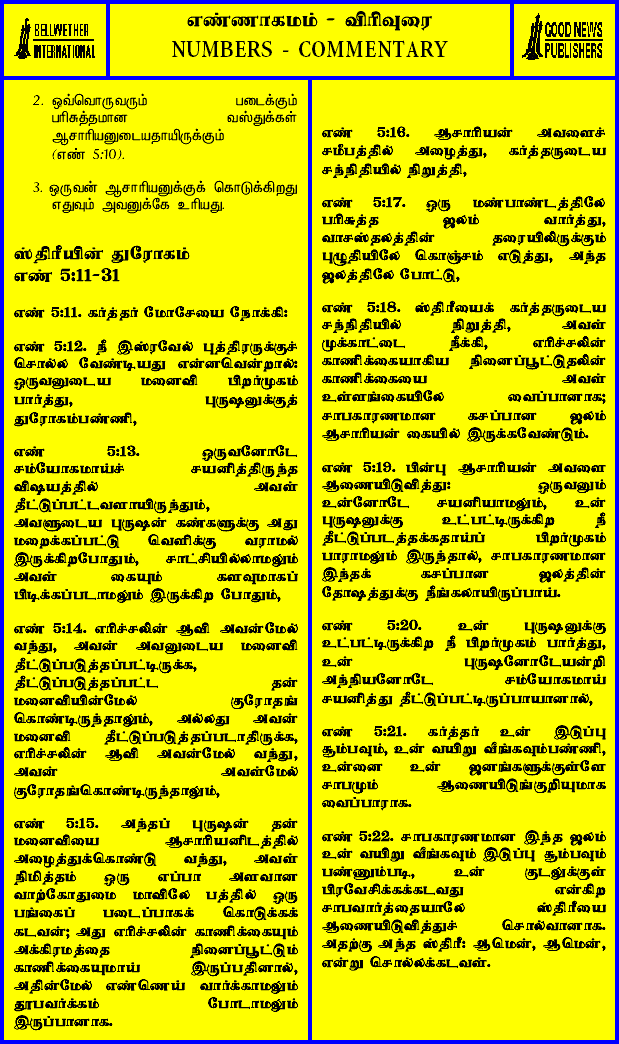 BELLWETHER
INTERNATIONAL
எண்ணாகமம் - விரிவுரை
NUMBERS - COMMENTARY
GOOD NEWS
PUBLISHERS
2. ஒவ்வொருவரும் படைக்கும்
பரிசுத்தமான வஸ்துக்கள்
ஆசாரியனுடையதாயிருக்கும்
(எண் 5:10).
3. ஒருவன் ஆசாரியனுக்குக் கொடுக்கிறது
எதுவும் அவனுக்கே உரியது.
ஸ்திரீயின் துரோகம்
எண் 5:11-31
எண் 5:11. கர்த்தர் மோசேயை நோக்கி:
எண் 5:12. நீ இஸ்ரவேல் புத்திரருக்குச்
சொல்ல வேண்டியது என்னவென்றால்:
ஒருவனுடைய மனைவி பிறர்முகம்
பார்த்து, புருஷனுக்குத்
துரோகம்பண்ணி,
எண் 5:13. ஒருவனோடே
சம்யோகமாய்ச் சயனித்திருந்த
விஷயத்தில் அவள்
தீட்டுப்பட்டவளாயிருந்தும்,
அவளுடைய புருஷன் கண்களுக்கு அது
மறைக்கப்பட்டு வெளிக்கு வராமல்
இருக்கிறபோதும், சாட்சியில்லாமலும்
அவள் கையும் களவுமாகப்
பிடிக்கப்படாமலும் இருக்கிற போதும்,
எண் 5:14. எரிச்சலின் ஆவி அவன்மேல்
வந்து, அவன் அவனுடைய மனைவி
தீட்டுப்படுத்தப்பட்டிருக்க,
தீட்டுப்படுத்தப்பட்ட தன்
மனைவியின்மேல் குரோதங்
கொண்டிருந்தாலும், அல்லது அவன்
மனைவி தீட்டுப்படுத்தப்படாதிருக்க,
எரிச்சலின் ஆவி அவன்மேல் வந்து,
அவன் அவள்மேல்
குரோதங்கொண்டிருந்தாலும்,
எண் 5:15. அந்தப் புருஷன் தன்
மனைவியை ஆசாரியனிடத்தில்
அழைத்துக்கொண்டு வந்து, அவள்
நிமித்தம் ஒரு எப்பா அளவான
வாற்கோதுமை மாவிலே பத்தில் ஒரு
பங்கைப் படைப்பாகக் கொடுக்கக்
கடவன்; அது எரிச்சலின் காணிக்கையும்
அக்கிரமத்தை நினைப்பூட்டும்
காணிக்கையுமாய் இருப்பதினால்,
அதின்மேல் எண்ணெய் வார்க்காமலும்
தூபவர்க்கம் போடாமலும்
இருப்பானாக.
எண் 5:16. ஆசாரியன் அவளைச்
சமீபத்தில் அழைத்து, கர்த்தருடைய
சந்நிதியில் நிறுத்தி,
எண் 5:17. ஒரு மண்பாண்டத்திலே
பரிசுத்த ஜலம் வார்த்து,
வாசஸ்தலத்தின் தரையிலிருக்கும்
புழுதியிலே கொஞ்சம் எடுத்து, அந்த
ஜலத்திலே போட்டு,
எண் 5:18. ஸ்திரீயைக் கர்த்தருடைய
சந்நிதியில் நிறுத்தி, அவள்
முக்காட்டை நீக்கி, எரிச்சலின்
காணிக்கையாகிய நினைப்பூட்டுதலின்
காணிக்கையை அவள்
உள்ளங்கையிலே வைப்பானாக;
சாபகாரணமான கசப்பான ஜலம்
ஆசாரியன் கையில் இருக்கவேண்டும்.
எண் 5:19. பின்பு ஆசாரியன் அவளை
ஆணையிடுவித்து: ஒருவனும்
உன்னோடே சயனியாமலும், உன்
புருஷனுக்கு உட்பட்டிருக்கிற நீ
தீட்டுப்படத்தக்கதாய்ப் பிறர்முகம்
பாராமலும் இருந்தால், சாபகாரணமான
இந்தக் கசப்பான ஜலத்தின்
தோஷத்துக்கு நீங்கலாயிருப்பாய்.
எண் 5:20. உன் புருஷனுக்கு
உட்பட்டிருக்கிற நீ பிறர்முகம் பார்த்து,
உன் புருஷனோடேயன்றி
அந்நியனோடே சம்யோகமாய்
சயனித்து தீட்டுப்பட்டிருப்பாயானால்,
எண் 5:21. கர்த்தர் உன் இடுப்பு
சூம்பவும், உன் வயிறு வீங்கவும்பண்ணி,
உன்னை உன் ஜனங்களுக்குள்ளே
சாபமும் ஆணையிடுங்குறியுமாக
வைப்பாராக.
எண் 5:22. சாபகாரணமான இந்த ஜலம்
உன் வயிறு வீங்கவும் இடுப்பு சூம்பவும்
பண்ணும்படி, உன் குடலுக்குள்
பிரவேசிக்கக்கடவது என்கிற
சாபவார்த்தையாலே ஸ்திரீயை
ஆணையிடுவித்துச் சொல்வானாக.
அதற்கு அந்த ஸ்திரீ: ஆமென், ஆமென்,
என்று சொல்லக்கடவள்.